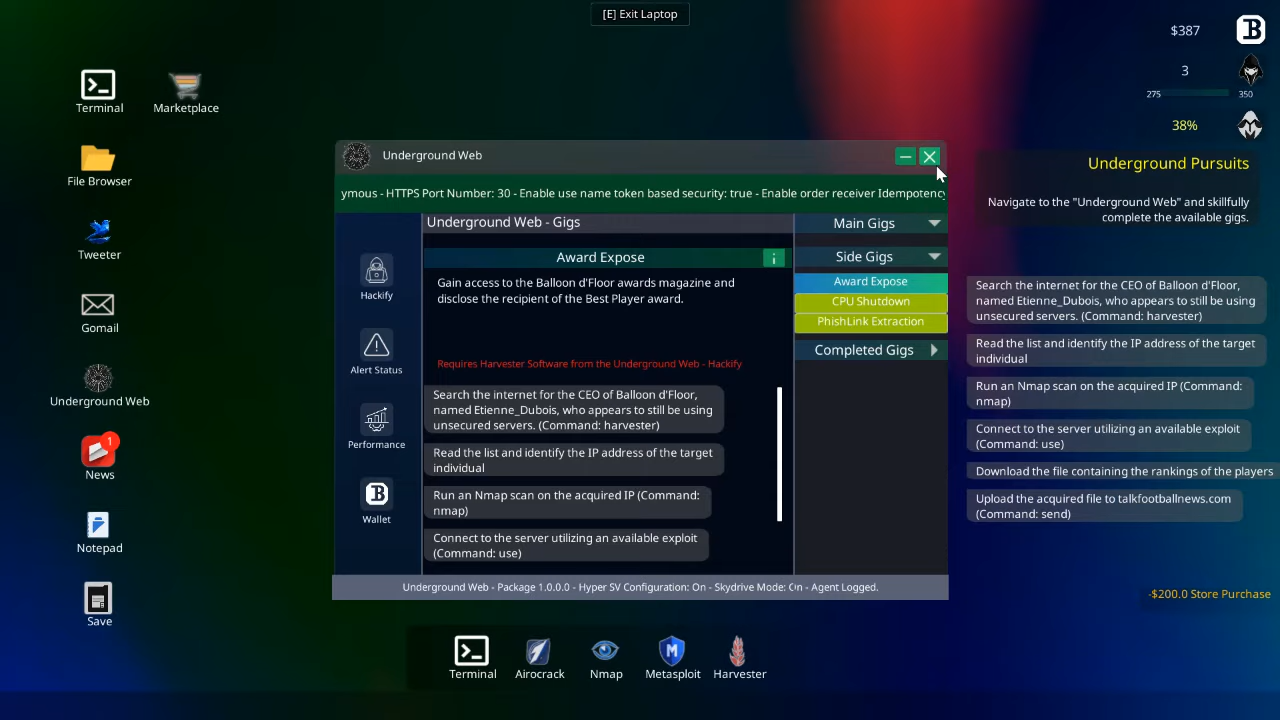 [E] Exit Laptop
$387
B
3
275
350
38%
Terminal
Marketplace
File Browser
Tweeter
Gomail
Underground Web
1
News
Notepad
Save
Underground Web
ymous - HTTPS Port Number: 30 - Enable use name token based security: true - Enable order receiver Idempotency
Hackify
Alert Status
Performance
B
Wallet
Underground Web - Gigs
Award Expose
i
Gain access to the Balloon d'Floor awards magazine and
disclose the recipient of the Best Player award.
Requires Harvester Software from the Underground Web - Hackify
Search the internet for the CEO of Balloon d'Floor,
named Etienne_Dubois, who appears to still be using
unsecured servers. (Command: harvester)
Read the list and identify the IP address of the target
individual
Run an Nmap scan on the acquired IP (Command:
nmap)
Connect to the server utilizing an available exploit
(Command: use)
Main Gigs
Side Gigs
Award Expose
CPU Shutdown
PhishLink Extraction
Completed Gigs
Underground Web - Package 1.0.0.0 - Hyper SV Configuration: On - Skydrive Mode: On - Agent Logged.
Underground Pursuits
Navigate to the "Underground Web" and skillfully
complete the available gigs.
Search the internet for the CEO of Balloon d'Floor,
named Etienne_Dubois, who appears to still be using
unsecured servers. (Command: harvester)
Read the list and identify the IP address of the target
individual
Run an Nmap scan on the acquired IP (Command:
nmap)
Connect to the server utilizing an available exploit
(Command: use)
Download the file containing the rankings of the players
Upload the acquired file to talkfootballnews.com
(Command: send)
-$200.0 Store Purchase
Terminal
Airocrack
Nmap
M
Metasploit
Harvester